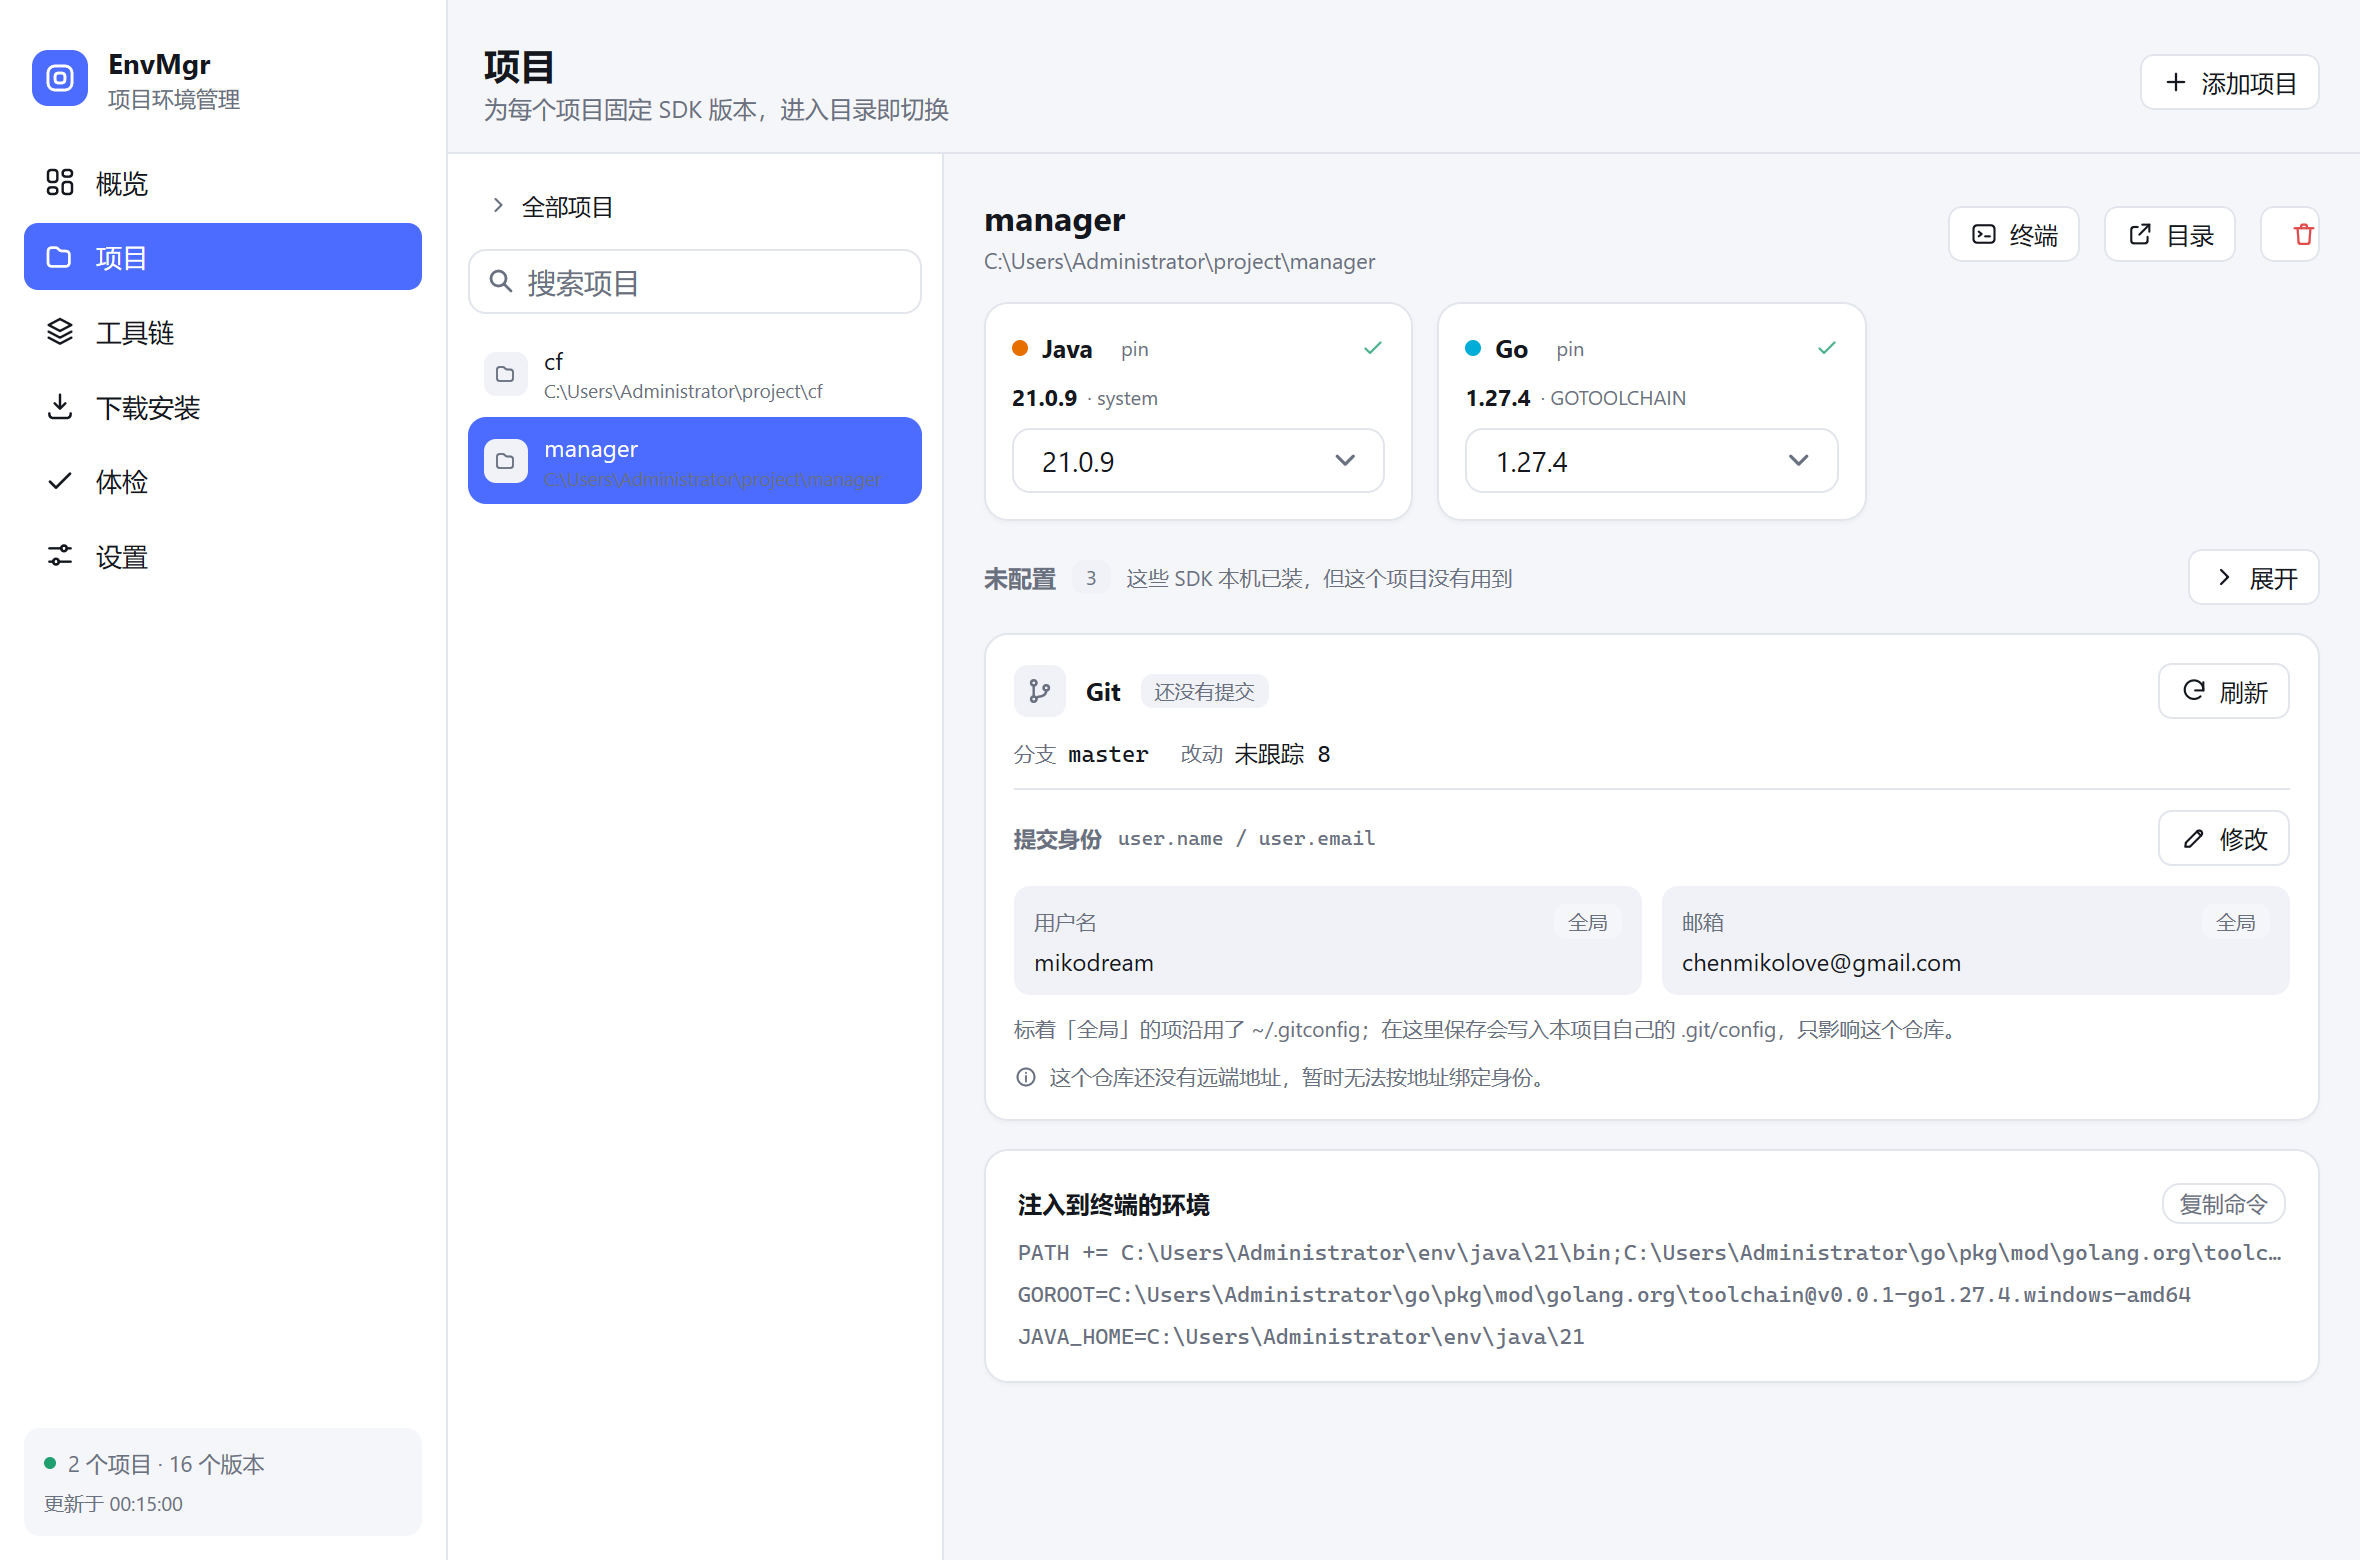 EnvMgr
项目环境管理
概览
项目
工具链
下载安装
体检
设置
2 个项目 · 16 个版本
更新于 00:15:00
项目
为每个项目固定 SDK 版本，进入目录即切换
添加项目
全部项目
搜索项目
cf
C:\Users\Administrator\project\cf
manager
C:\Users\Administrator\project\manager
manager
C:\Users\Administrator\project\manager
终端
目录
Java pin
21.0.9 · system
21.0.9
Go pin
1.27.4 · GOTOOLCHAIN
1.27.4
未配置 3 这些 SDK 本机已装，但这个项目没有用到
展开
Git 还没有提交
刷新
分支 master 改动 未跟踪 8
提交身份 user.name / user.email
修改
用户名 全局
mikodream
邮箱 全局
chenmikolove@gmail.com
标着「全局」的项沿用了 ~/.gitconfig；在这里保存会写入本项目自己的 .git/config，只影响这个仓库。
这个仓库还没有远端地址，暂时无法按地址绑定身份。
注入到终端的环境
复制命令
PATH += C:\Users\Administrator\env\java\21\bin;C:\Users\Administrator\go\pkg\mod\golang.org\toolc…
GOROOT=C:\Users\Administrator\go\pkg\mod\golang.org\toolchain@v0.0.1-go1.27.4.windows-amd64
JAVA_HOME=C:\Users\Administrator\env\java\21